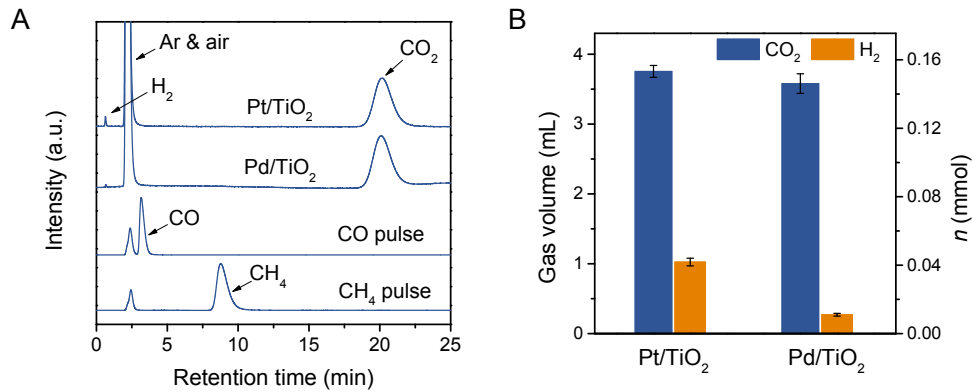 A
Ar & air
H₂
CO₂
Pt/TiO₂
Pd/TiO₂
CO
CO pulse
CH₄
CH₄ pulse
Intensity (a.u.)
0 5 10 15 20 25
Retention time (min)
B
CO₂ H₂
4
3
2
1
0
Gas volume (mL)
0.16
0.12
0.08
0.04
0.00
n (mmol)
Pt/TiO₂ Pd/TiO₂